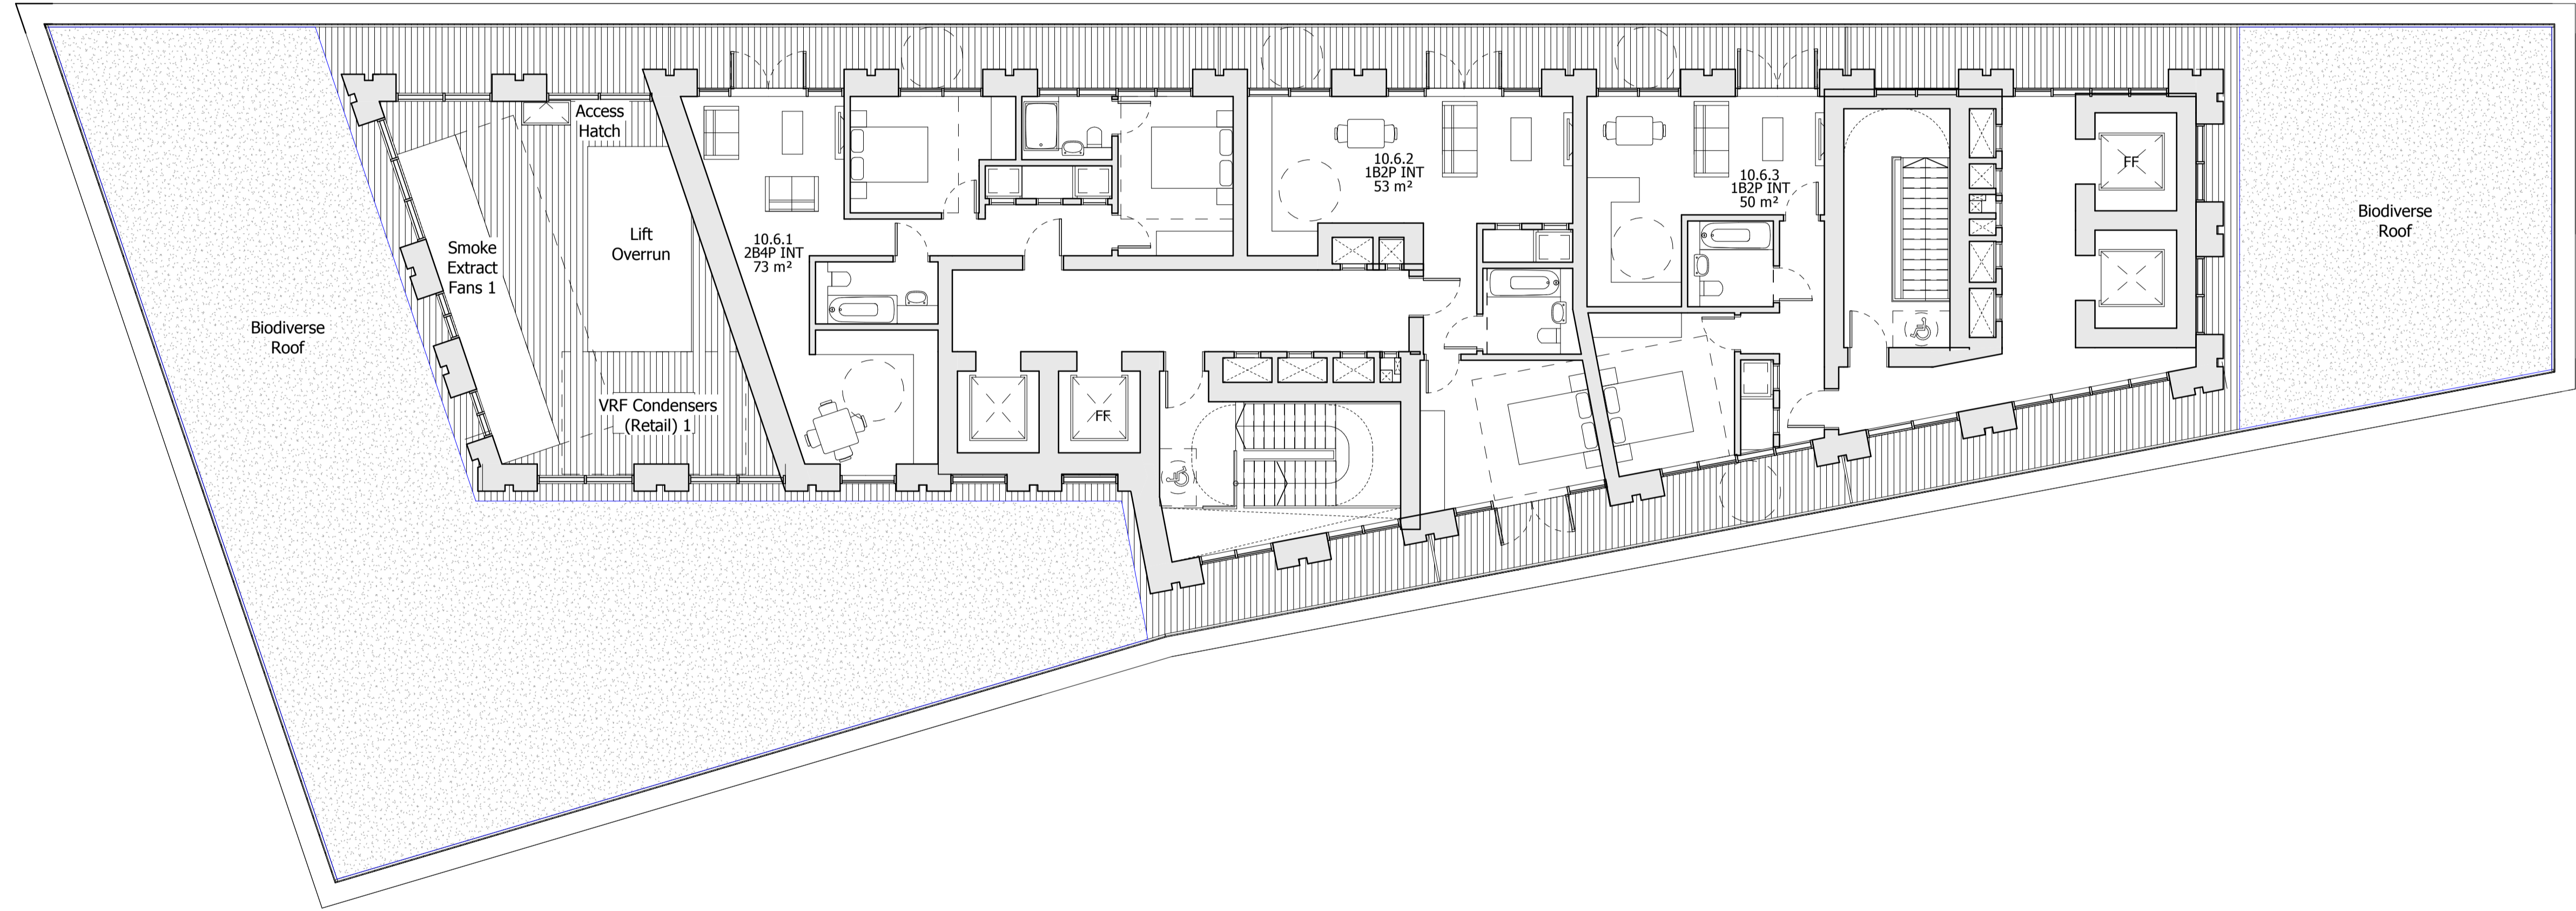 Access
Hatch
10.6.2
1B2P INT
53 m²
10.6.3
1B2P INT
50 m²
FF
Biodiverse
Roof
Smoke
Extract
Fans 1
Lift
Overrun
10.6.1
2B4P INT
73 m²
Biodiverse
Roof
VRF Condensers
(Retail) 1
FF